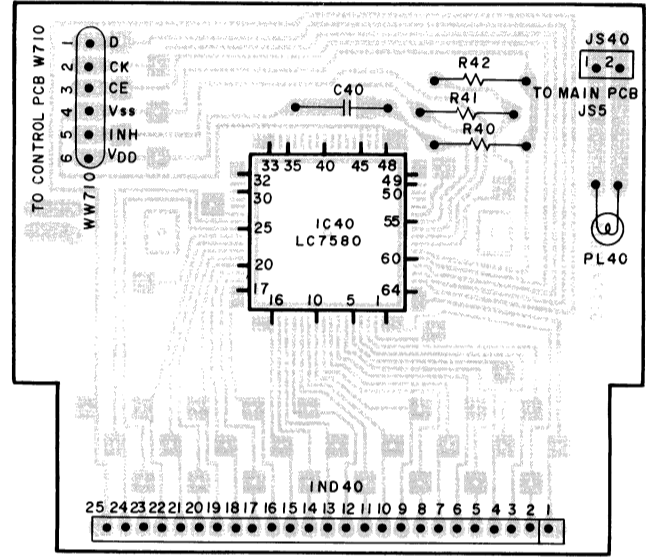 TO CONTROL PCB W710
1 D
2 CK
3 CE
4 Vss
5 INH
6 VDD
WW710
C40
R42
R41
R40
JS40
1 2
TO MAIN PCB
JS5
PL40
33 35 40 45 48
32
30
25
20
17
49
50
55
60
64
IC40
LC7580
16 10 5 1
IND40
25 24 23 22 21 20 19 18 17 16 15 14 13 12 11 10 9 8 7 6 5 4 3 2 1